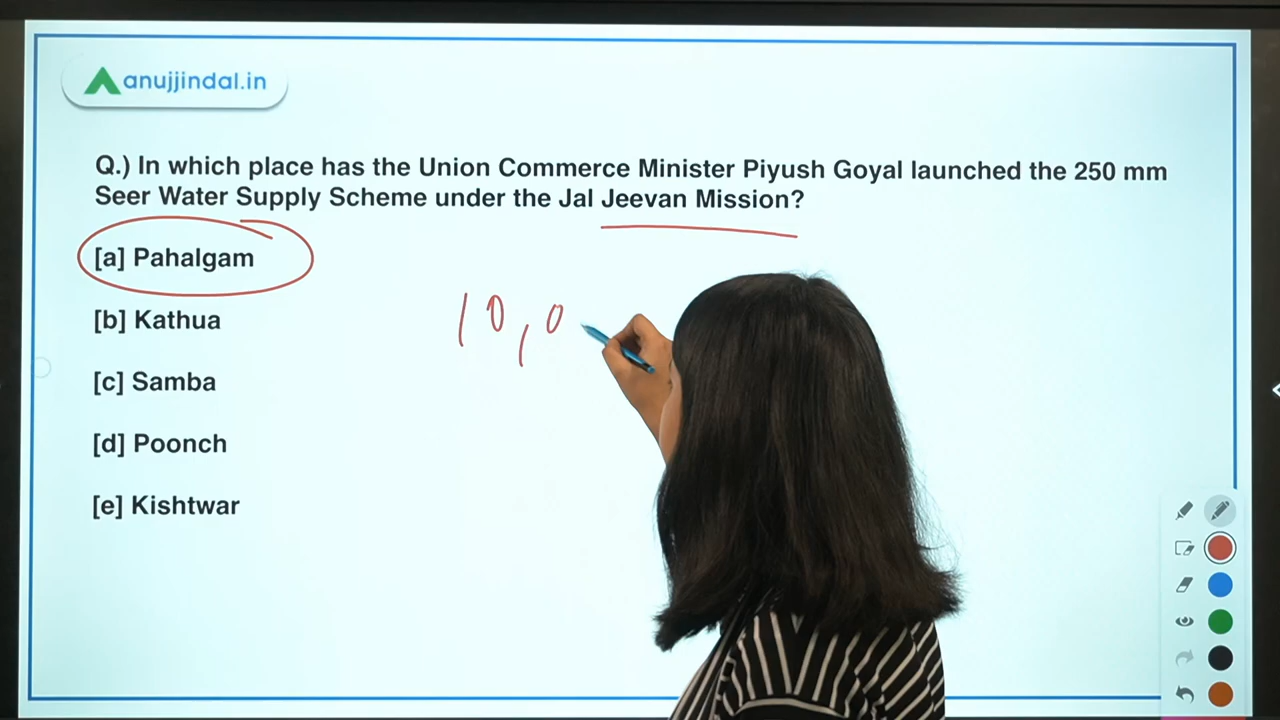 anujjindal.in
Q.) In which place has the Union Commerce Minister Piyush Goyal launched the 250 mm
Seer Water Supply Scheme under the Jal Jeevan Mission?
[a] Pahalgam
[b] Kathua
10,0
[c] Samba
[d] Poonch
[e] Kishtwar